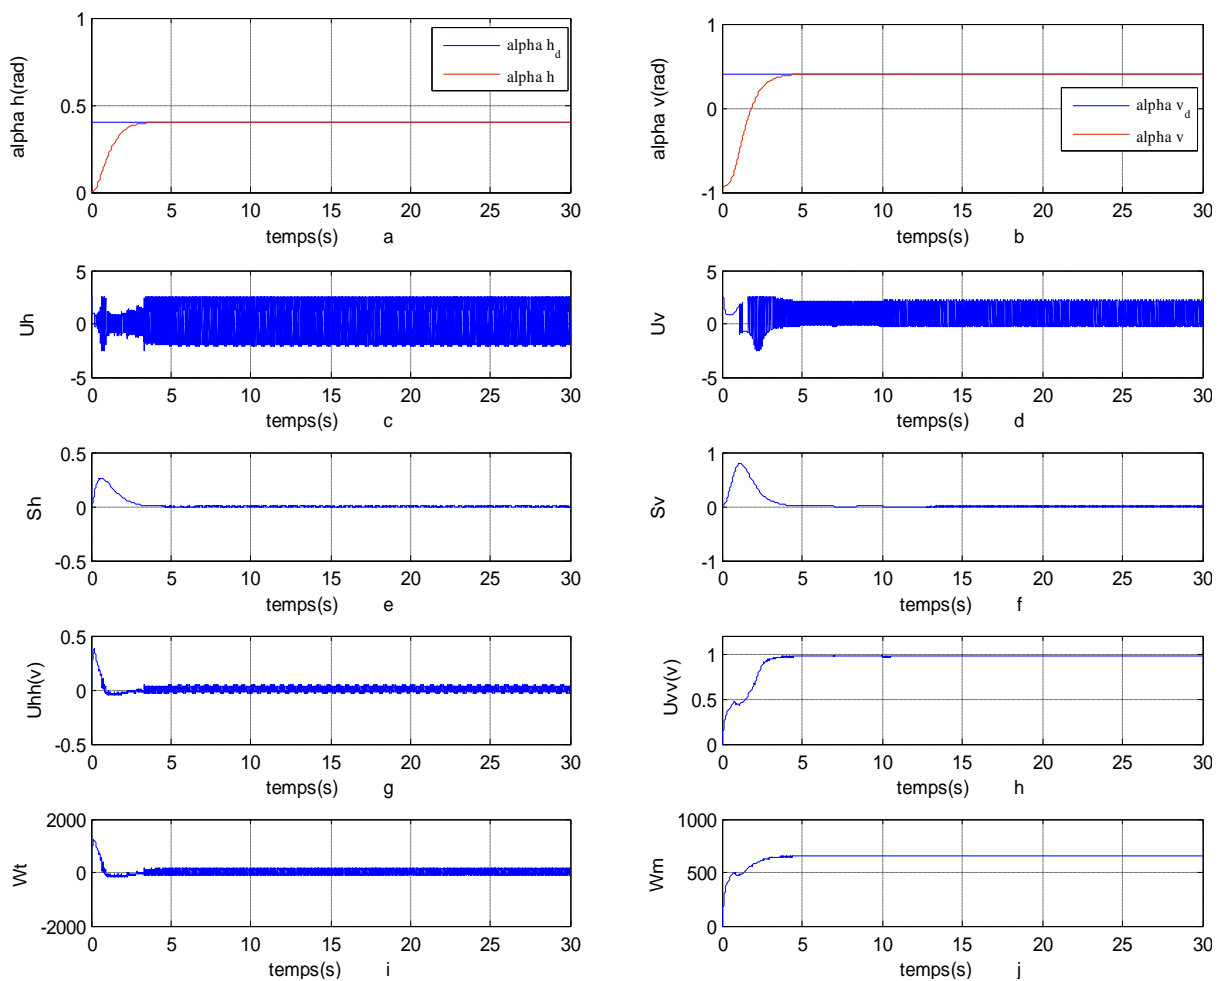 alpha h(rad)
1
0.5
0
alpha h_d
alpha h
0 5 10 15 20 25 30
temps(s) a
alpha v(rad)
1
0
-1
alpha v_d
alpha v
0 5 10 15 20 25 30
temps(s) b
Uh
5
0
-5
0 5 10 15 20 25 30
temps(s) c
Uv
5
0
-5
0 5 10 15 20 25 30
temps(s) d
Sh
0.5
0
-0.5
0 5 10 15 20 25 30
temps(s) e
Sv
1
0
-1
0 5 10 15 20 25 30
temps(s) f
Uhh(v)
0.5
0
-0.5
0 5 10 15 20 25 30
temps(s) g
Uvv(v)
1
0.5
0
0 5 10 15 20 25 30
temps(s) h
Wt
2000
0
-2000
0 5 10 15 20 25 30
temps(s) i
Wm
1000
500
0
0 5 10 15 20 25 30
temps(s) j